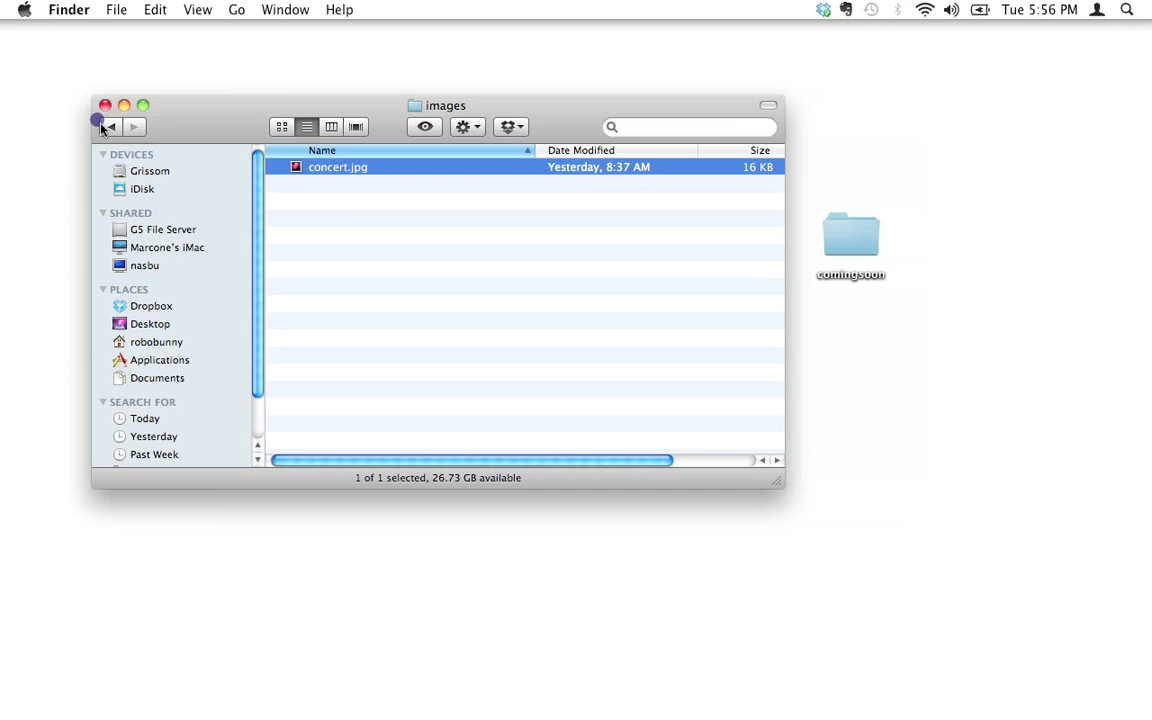 Finder File Edit View Go Window Help Tue 5:56 PM
images
DEVICES
Grissom
iDisk
SHARED
G5 File Server
Marcone's iMac
nasbu
PLACES
Dropbox
Desktop
robobunny
Applications
Documents
SEARCH FOR
Today
Yesterday
Past Week
Name Date Modified Size
concert.jpg Yesterday, 8:37 AM 16 KB
1 of 1 selected, 26.73 GB available
comingsoon